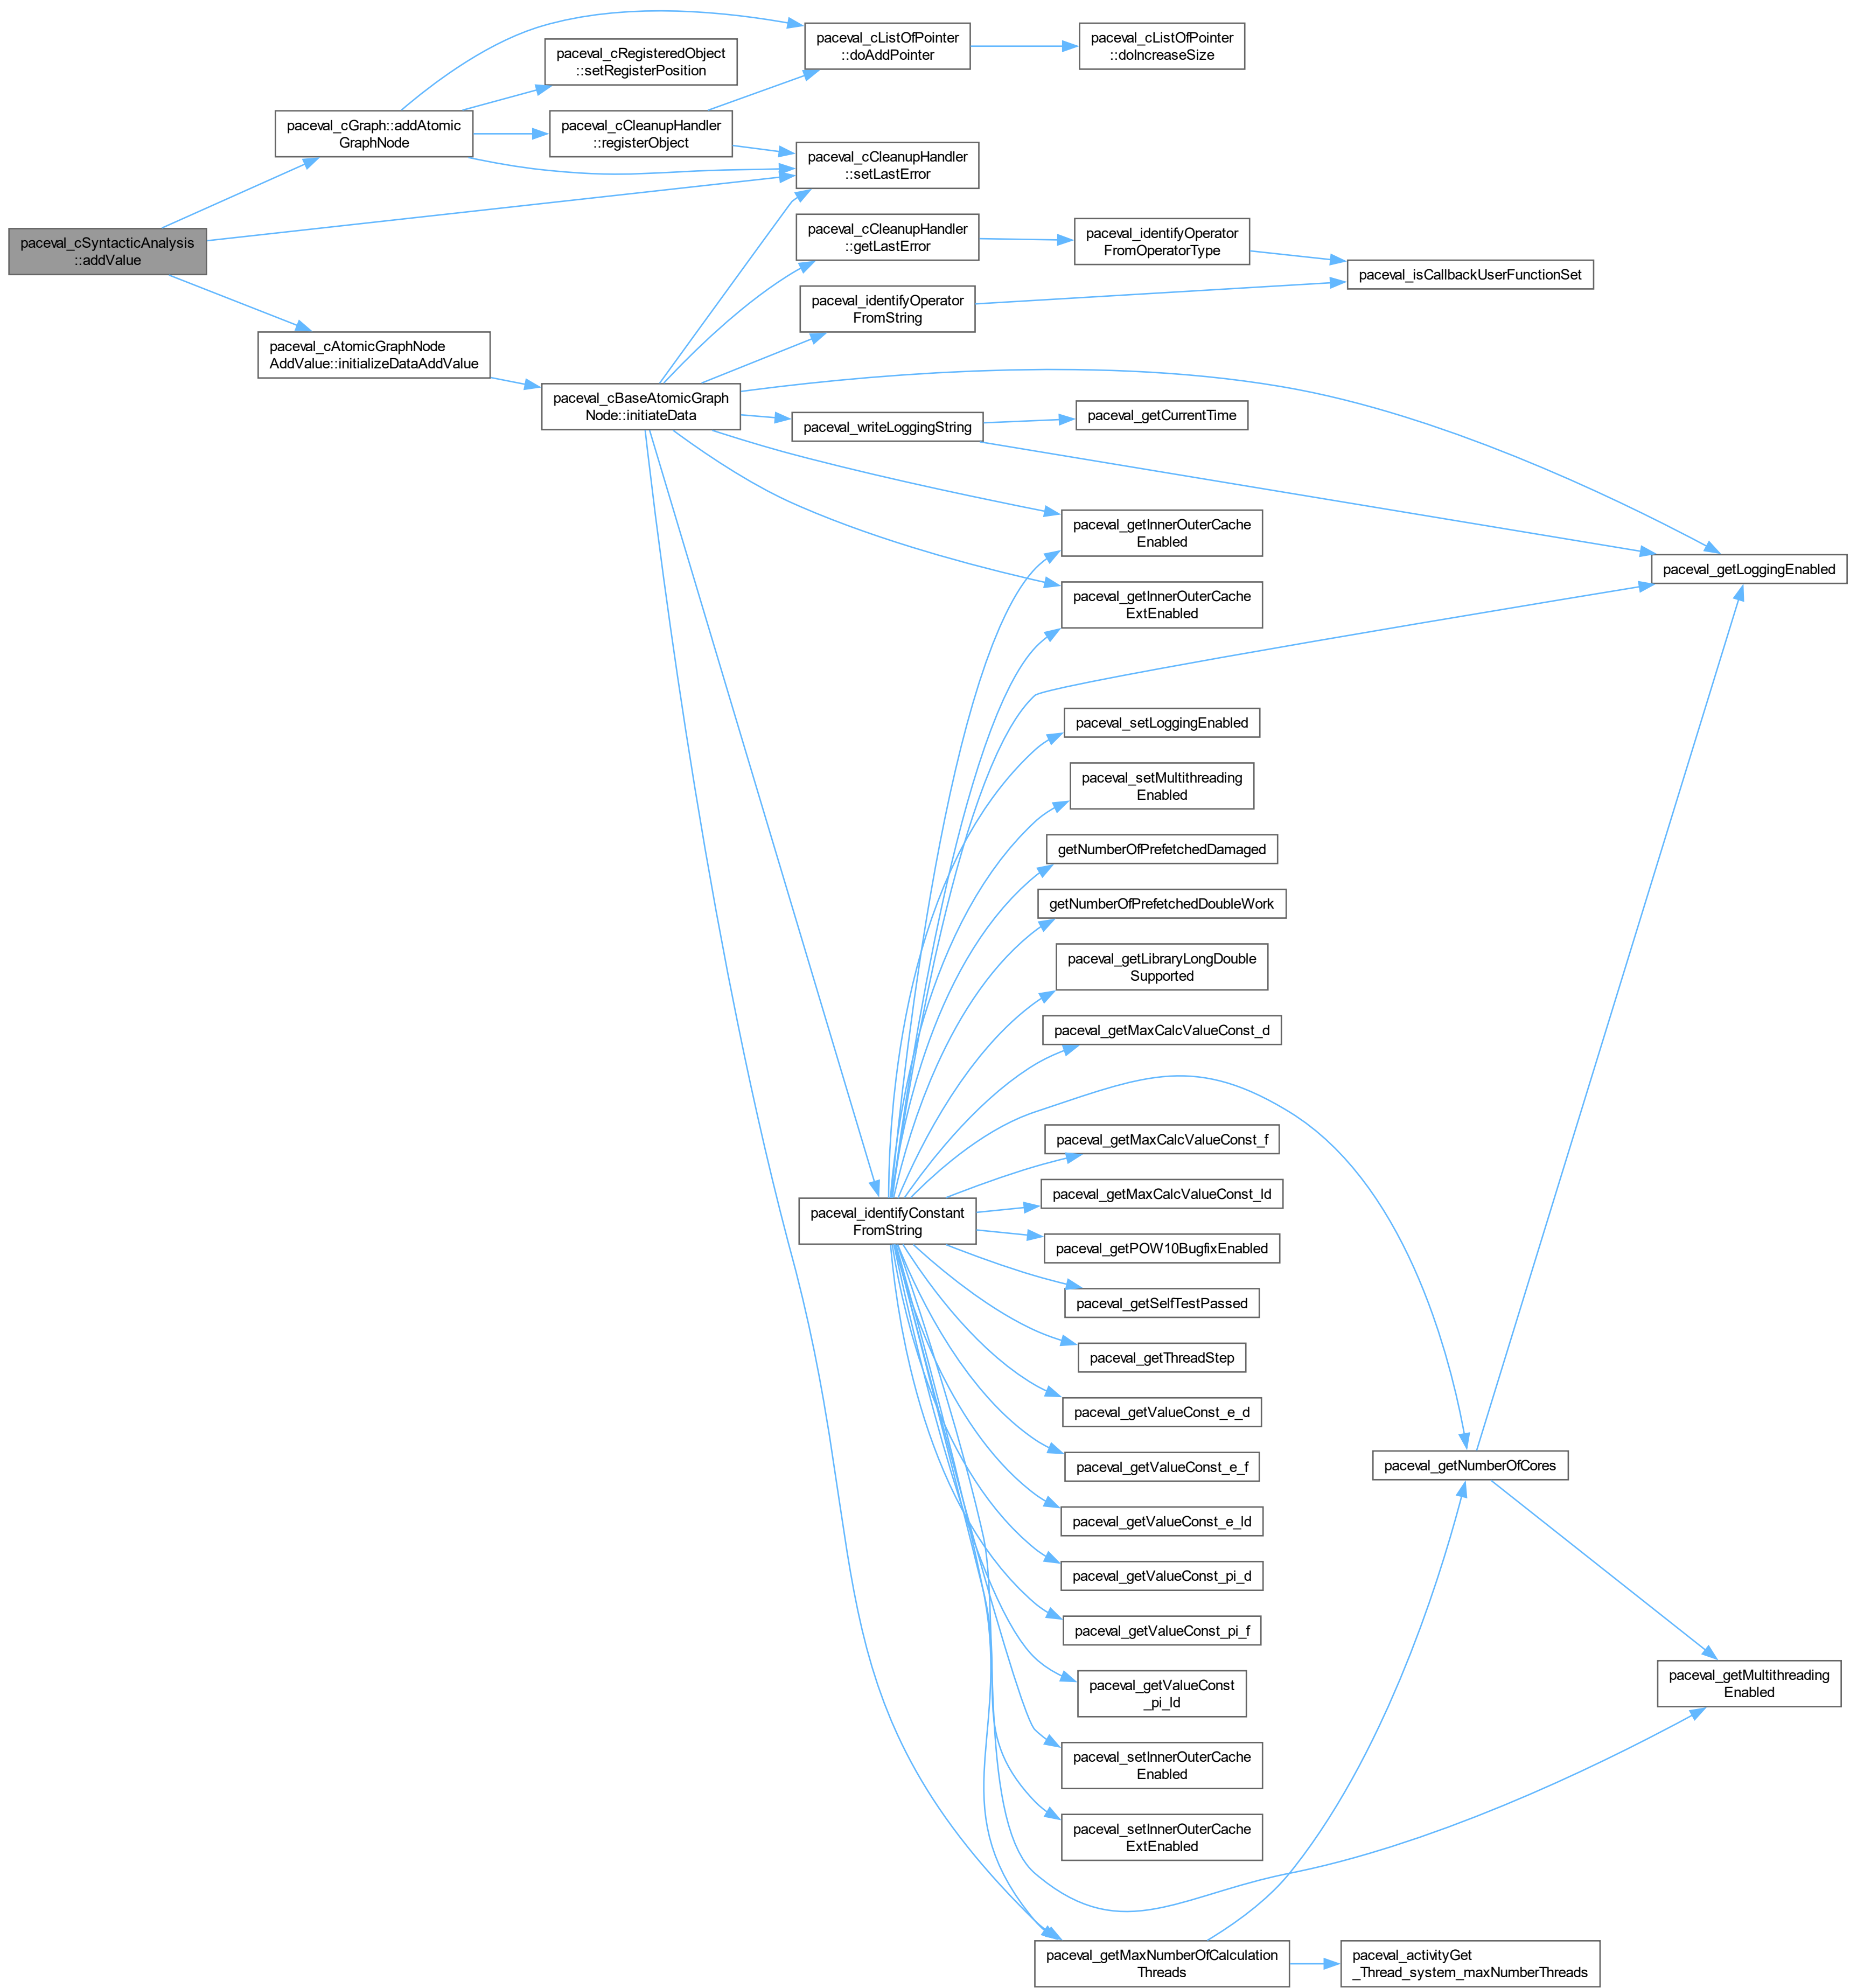 paceval_cSyntacticAnalysis
::addValue
paceval_cGraph::addAtomic
GraphNode
paceval_cAtomicGraphNode
AddValue::initializeDataAddValue
paceval_cRegisteredObject
::setRegisterPosition
paceval_cCleanupHandler
::registerObject
paceval_cBaseAtomicGraph
Node::initiateData
paceval_cListOfPointer
::doAddPointer
paceval_cCleanupHandler
::setLastError
paceval_cCleanupHandler
::getLastError
paceval_identifyOperator
FromString
paceval_writeLoggingString
paceval_identifyConstant
FromString
paceval_cListOfPointer
::doIncreaseSize
paceval_identifyOperator
FromOperatorType
paceval_getCurrentTime
paceval_getInnerOuterCache
Enabled
paceval_getInnerOuterCache
ExtEnabled
paceval_setLoggingEnabled
paceval_setMultithreading
Enabled
getNumberOfPrefetchedDamaged
getNumberOfPrefetchedDoubleWork
paceval_getLibraryLongDouble
Supported
paceval_getMaxCalcValueConst_d
paceval_getMaxCalcValueConst_f
paceval_getMaxCalcValueConst_ld
paceval_getPOW10BugfixEnabled
paceval_getSelfTestPassed
paceval_getThreadStep
paceval_getValueConst_e_d
paceval_getValueConst_e_f
paceval_getValueConst_e_ld
paceval_getValueConst_pi_d
paceval_getValueConst_pi_f
paceval_getValueConst
_pi_ld
paceval_setInnerOuterCache
Enabled
paceval_setInnerOuterCache
ExtEnabled
paceval_getMaxNumberOfCalculation
Threads
paceval_isCallbackUserFunctionSet
paceval_getNumberOfCores
paceval_activityGet
_Thread_system_maxNumberThreads
paceval_getLoggingEnabled
paceval_getMultithreading
Enabled